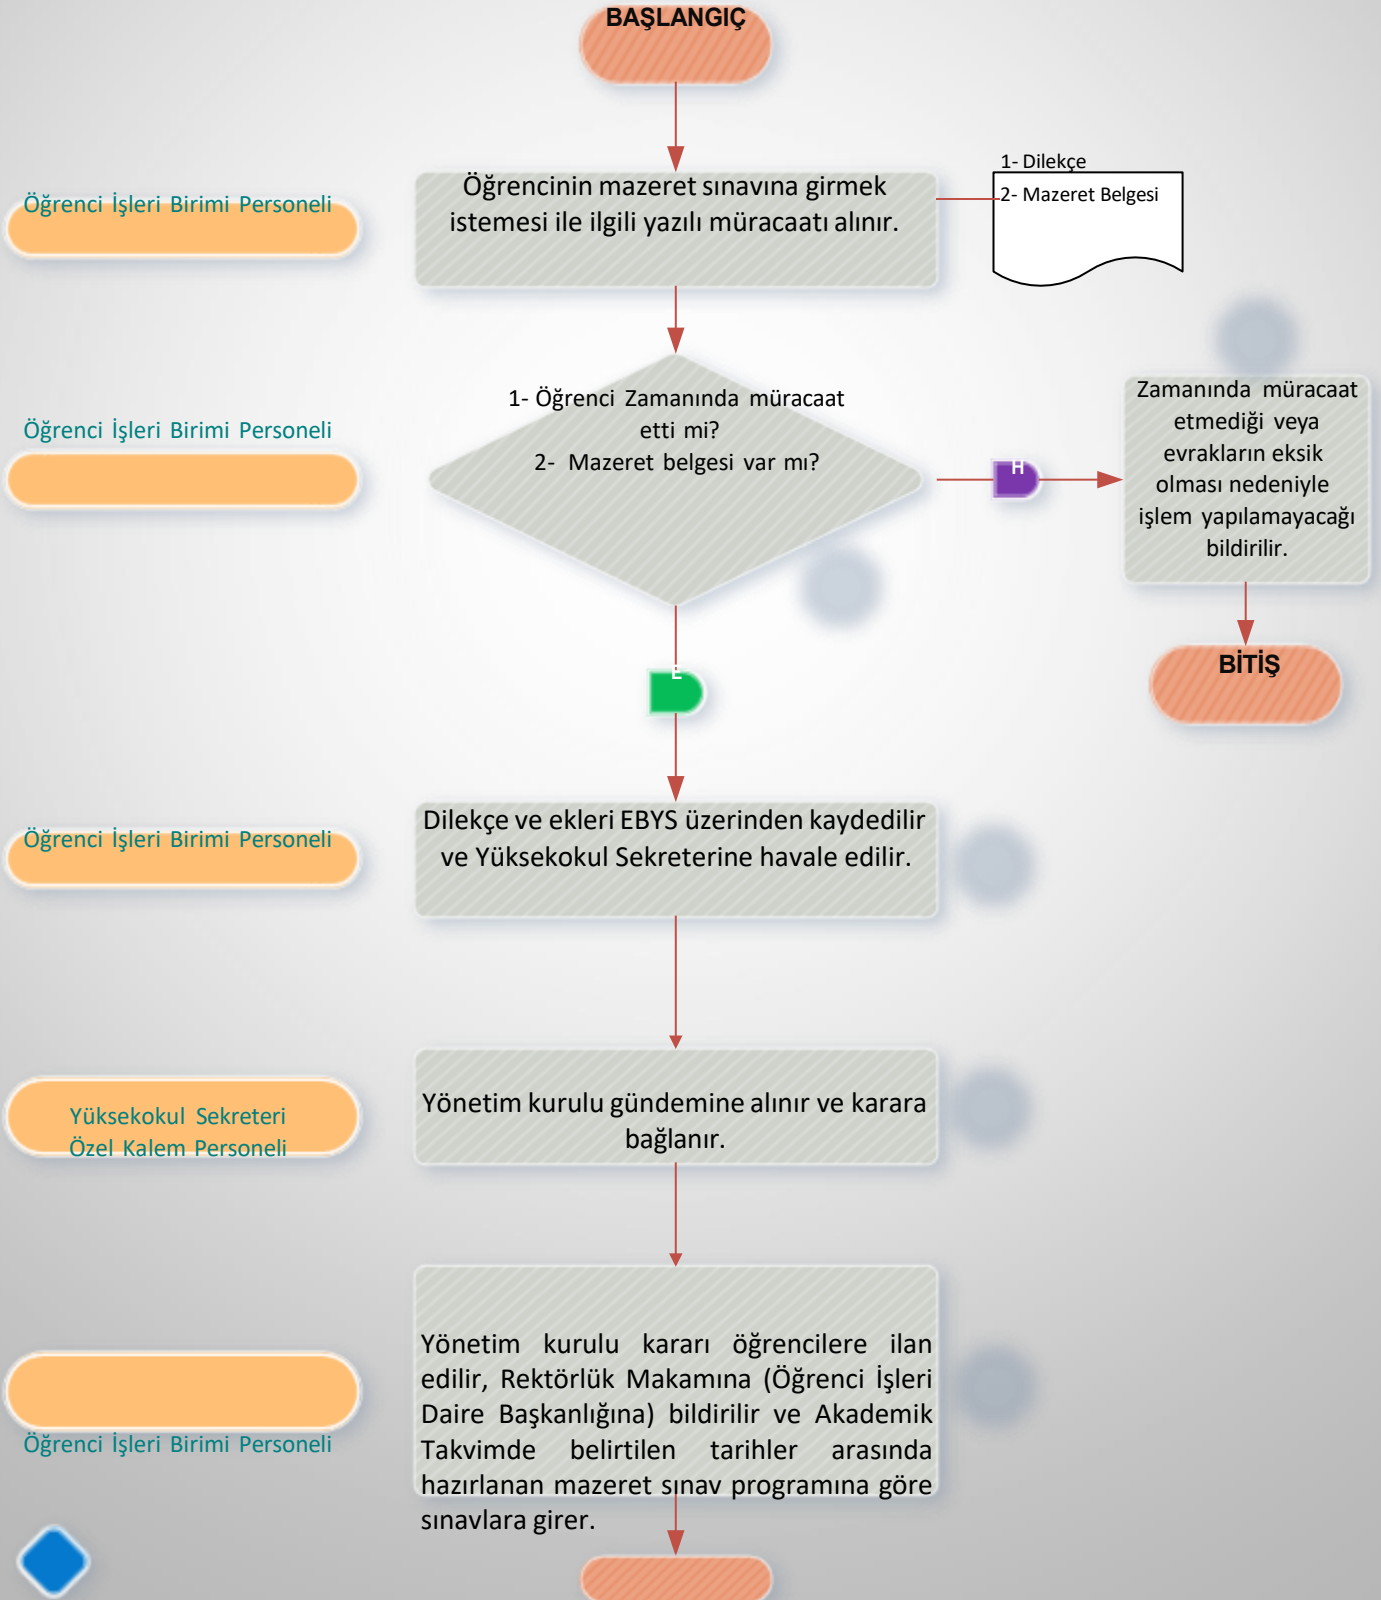 BAŞLANGIÇ
1- Dilekçe
2- Mazeret Belgesi
Öğrenci İşleri Birimi Personeli
Öğrencinin mazeret sınavına girmek
istemesi ile ilgili yazılı müracaatı alınır.
Öğrenci İşleri Birimi Personeli
1- Öğrenci Zamanında müracaat
etti mi?
2- Mazeret belgesi var mı?
H
Zamanında müracaat
etmediği veya
evrakların eksik
olması nedeniyle
işlem yapılamayacağı
bildirilir.
BİTİŞ
E
Öğrenci İşleri Birimi Personeli
Dilekçe ve ekleri EBYS üzerinden kaydedilir
ve Yüksekokul Sekreterine havale edilir.
Yüksekokul Sekreteri
Özel Kalem Personeli
Yönetim kurulu gündemine alınır ve karara
bağlanır.
Öğrenci İşleri Birimi Personeli
Yönetim kurulu kararı öğrencilere ilan
edilir, Rektörlük Makamına (Öğrenci İşleri
Daire Başkanlığına) bildirilir ve Akademik
Takvimde belirtilen tarihler arasında
hazırlanan mazeret sınav programına göre
sınavlara girer.